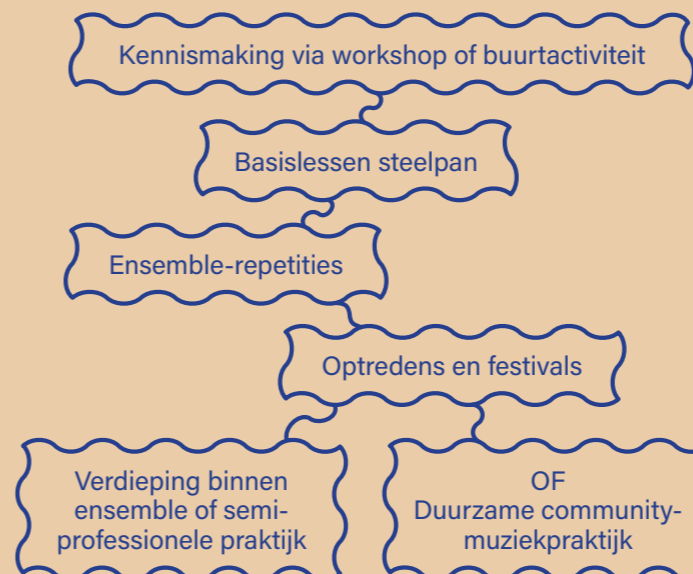 Kennismaking via workshop of buurtactiviteit
Basislessen steelpan
Ensemble-repetities
Optredens en festivals
Verdieping binnen
ensemble of semi-
professionele praktijk
OF
Duurzame community-
muziekpraktijk